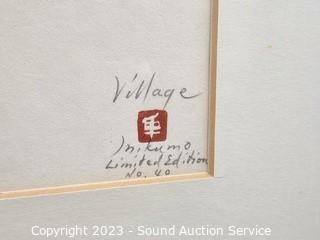 Village
Inikumo
Limited Edition
No. 40
Copyright © 2023 - Sound Auction Service